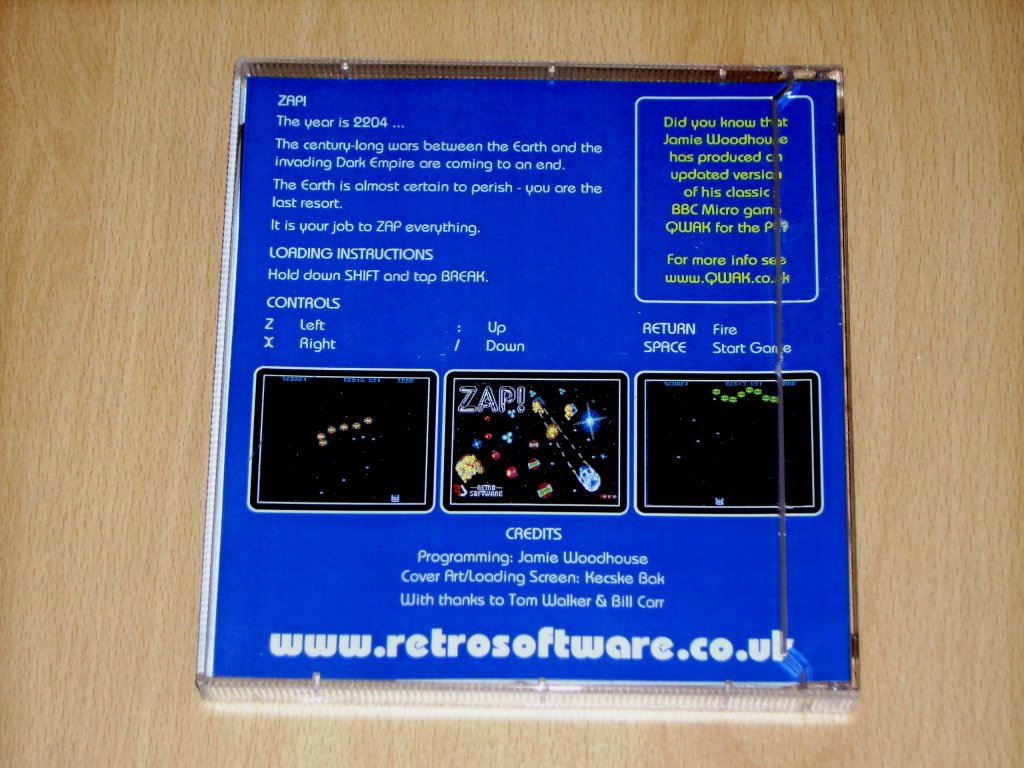 ZAP!
The year is 2204 ...
The century-long wars between the Earth and the
invading Dark Empire are coming to an end.
The Earth is almost certain to perish - you are the
last resort.
It is your job to ZAP everything.
LOADING INSTRUCTIONS
Hold down SHIFT and tap BREAK.
CONTROLS
Z Left : Up
X Right / Down
Did you know that
Jamie Woodhouse
has produced an
updated version
of his classic
BBC Micro game
QWAK for the
For more info see
www.QWAK.co.uk
RETURN Fire
SPACE Start Game
ZAP!
RETRO
SOFTWARE
CREDITS
Programming: Jamie Woodhouse
Cover Art/Loading Screen: Kecske Bak
With thanks to Tom Walker & Bill Carr
www.retrosoftware.co.uk